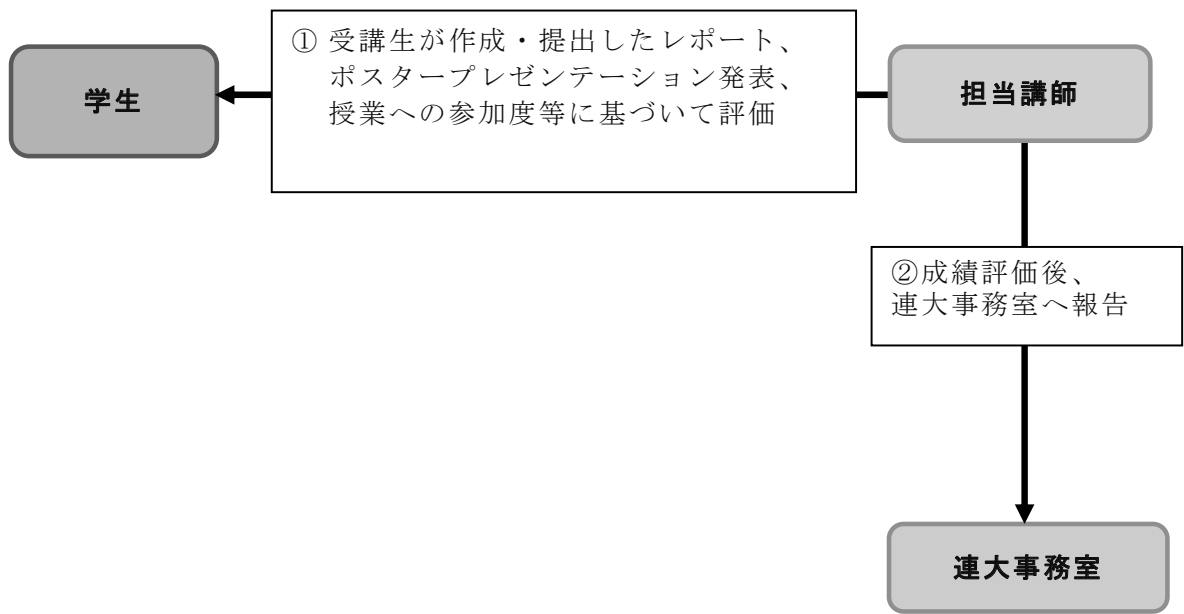 学生
① 受講生が作成・提出したレポート、
ポスタープレゼンテーション発表、
授業への参加度等に基づいて評価
担当講師
②成績評価後、
連大事務室へ報告
連大事務室